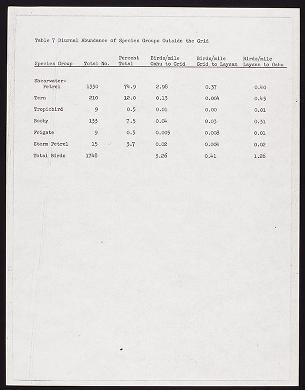 Table 7 Diurnal Abundance of Species Groups Outside the Grid
Species Group Total No. Percent Total Birds/mile Oahu to Grid Birds/mile Grid to Laysan Birds/mile Laysan to Oahu
Shearwater-
Petrel 1330 74.9 2.98 0.37 0.40
Tern 210 12.0 0.13 0.004 0.45
Tropicbird 9 0.5 0.01 0.00 0.01
Booby 133 7.5 0.04 0.03 0.31
Frigate 9 0.5 0.005 0.008 0.01
Storm Petrel 15 3.7 0.02 0.004 0.02
Total Birds 1748 3.26 0.41 1.26